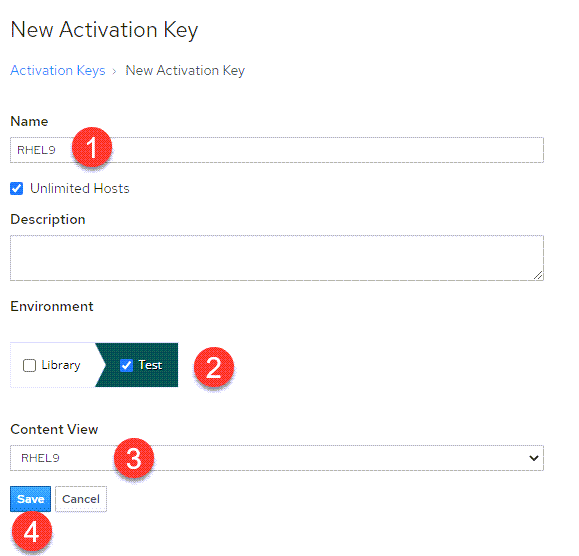 New Activation Key
Activation Keys › New Activation Key
Name
RHEL9 1
Unlimited Hosts
Description
Environment
Library Test 2
Content View
RHEL9 3
Save Cancel
4